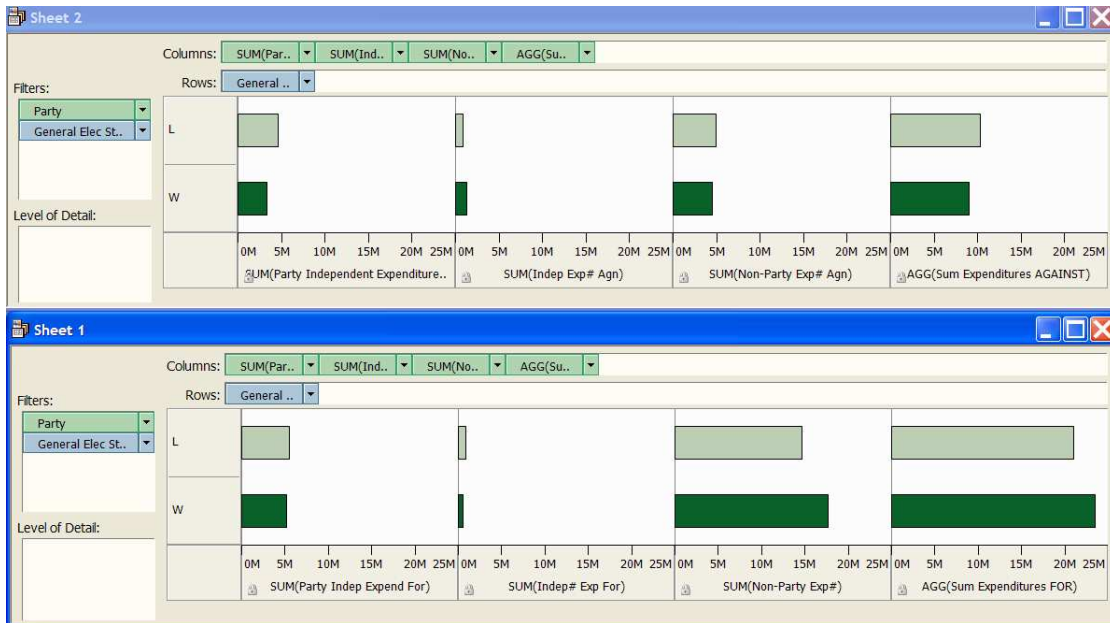 Sheet 2
Columns: SUM(Par.. SUM(Ind.. SUM(No.. AGG(Su..
Filters:
Rows: General ..
Party
General Elec St..
L
W
Level of Detail:
0M 5M 10M 15M 20M 25M 0M 5M 10M 15M 20M 25M 0M 5M 10M 15M 20M 25M 0M 5M 10M 15M 20M 25M
SUM(Party Independent Expenditure.. SUM(Indep Exp# Agn) SUM(Non-Party Exp# Agn) AGG(Sum Expenditures AGAINST)
Sheet 1
Columns: SUM(Par.. SUM(Ind.. SUM(No.. AGG(Su..
Filters:
Rows: General ..
Party
General Elec St..
L
W
Level of Detail:
0M 5M 10M 15M 20M 25M 0M 5M 10M 15M 20M 25M 0M 5M 10M 15M 20M 25M 0M 5M 10M 15M 20M 25M
SUM(Party Indep Expend For) SUM(Indep# Exp For) SUM(Non-Party Exp#) AGG(Sum Expenditures FOR)